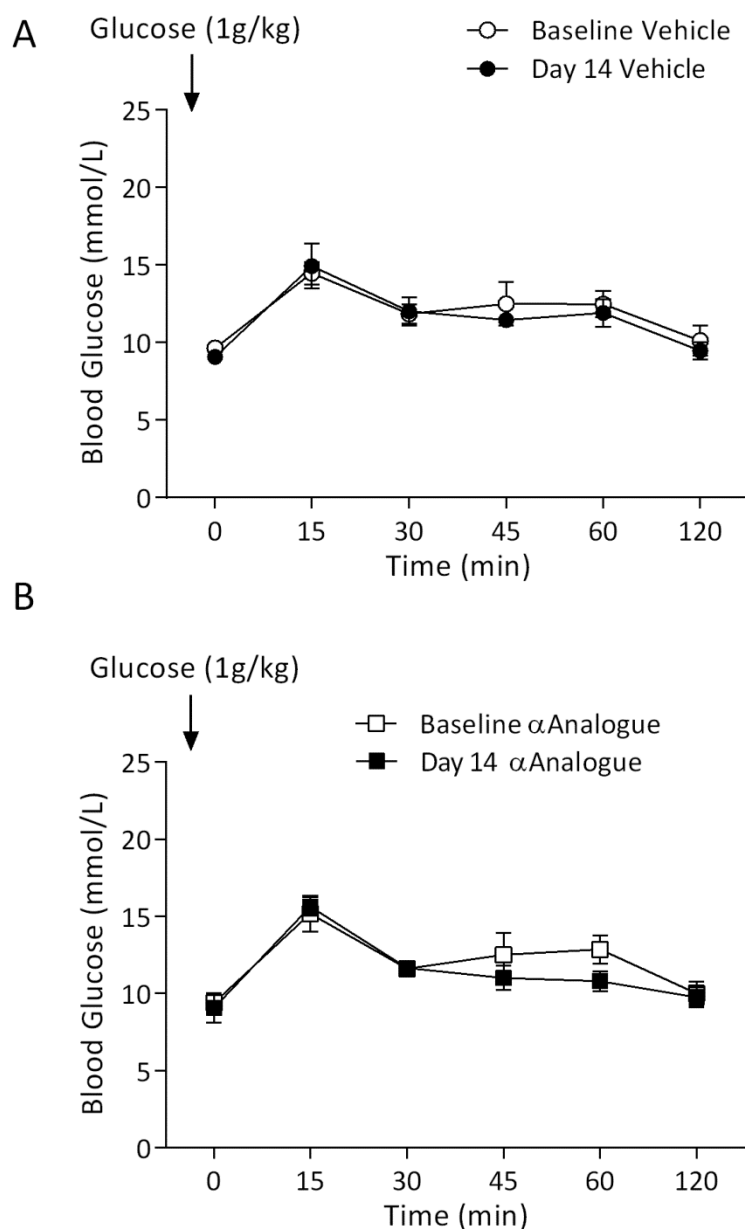 A
Glucose (1g/kg)
Baseline Vehicle
Day 14 Vehicle
25
20
15
10
5
0
Blood Glucose (mmol/L)
0 15 30 45 60 120
Time (min)
B
Glucose (1g/kg)
Baseline αAnalogue
Day 14 αAnalogue
25
20
15
10
5
0
Blood Glucose (mmol/L)
0 15 30 45 60 120
Time (min)